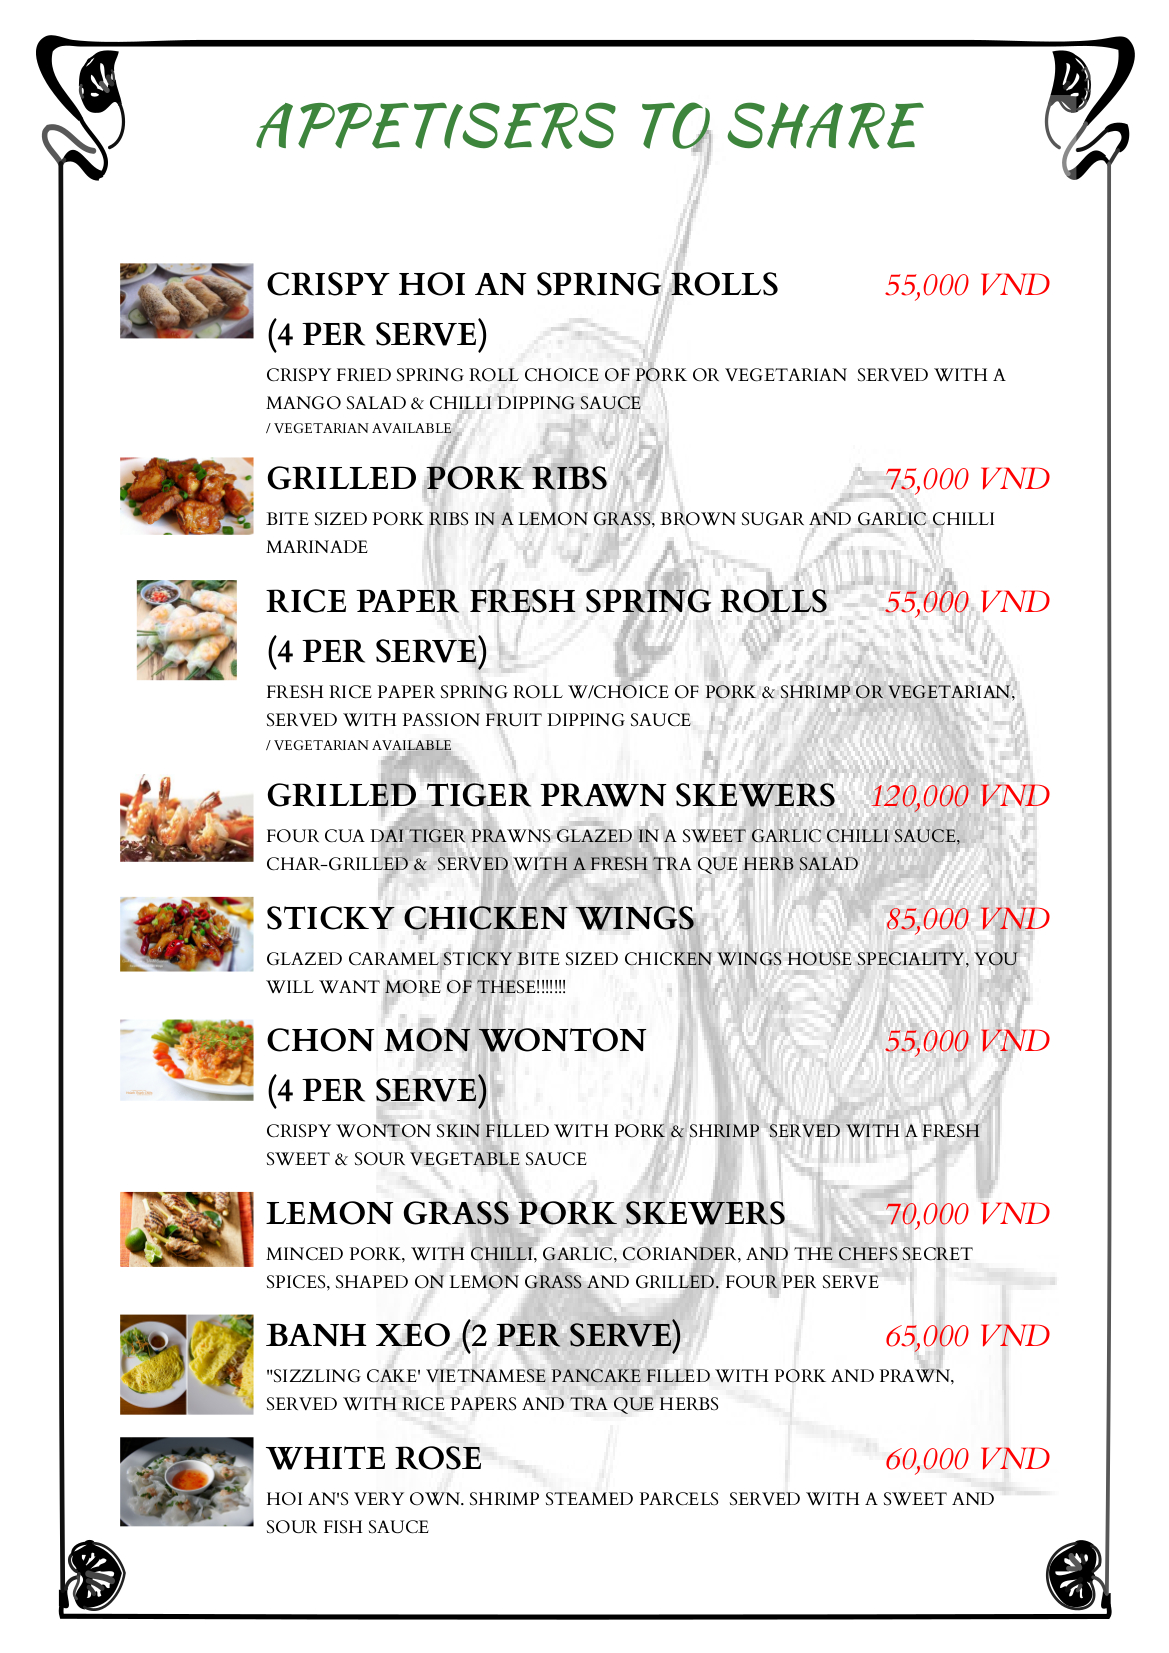 APPETISERS TO SHARE
CRISPY HOI AN SPRING ROLLS 55,000 VND
(4 PER SERVE)
CRISPY FRIED SPRING ROLL CHOICE OF PORK OR VEGETARIAN SERVED WITH A
MANGO SALAD & CHILLI DIPPING SAUCE
/ VEGETARIAN AVAILABLE
GRILLED PORK RIBS 75,000 VND
BITE SIZED PORK RIBS IN A LEMON GRASS, BROWN SUGAR AND GARLIC CHILLI
MARINADE
RICE PAPER FRESH SPRING ROLLS 55,000 VND
(4 PER SERVE)
FRESH RICE PAPER SPRING ROLL W/CHOICE OF PORK & SHRIMP OR VEGETARIAN,
SERVED WITH PASSION FRUIT DIPPING SAUCE
/ VEGETARIAN AVAILABLE
GRILLED TIGER PRAWN SKEWERS 120,000 VND
FOUR CUA DAI TIGER PRAWNS GLAZED IN A SWEET GARLIC CHILLI SAUCE,
CHAR-GRILLED & SERVED WITH A FRESH TRA QUE HERB SALAD
STICKY CHICKEN WINGS 85,000 VND
GLAZED CARAMEL STICKY BITE SIZED CHICKEN WINGS HOUSE SPECIALITY, YOU
WILL WANT MORE OF THESE!!!!!!!
CHON MON WONTON 55,000 VND
(4 PER SERVE)
CRISPY WONTON SKIN FILLED WITH PORK & SHRIMP SERVED WITH A FRESH
SWEET & SOUR VEGETABLE SAUCE
LEMON GRASS PORK SKEWERS 70,000 VND
MINCED PORK, WITH CHILLI, GARLIC, CORIANDER, AND THE CHEFS SECRET
SPICES, SHAPED ON LEMON GRASS AND GRILLED. FOUR PER SERVE
BANH XEO (2 PER SERVE) 65,000 VND
"SIZZLING CAKE' VIETNAMESE PANCAKE FILLED WITH PORK AND PRAWN,
SERVED WITH RICE PAPERS AND TRA QUE HERBS
WHITE ROSE 60,000 VND
HOI AN'S VERY OWN. SHRIMP STEAMED PARCELS SERVED WITH A SWEET AND
SOUR FISH SAUCE